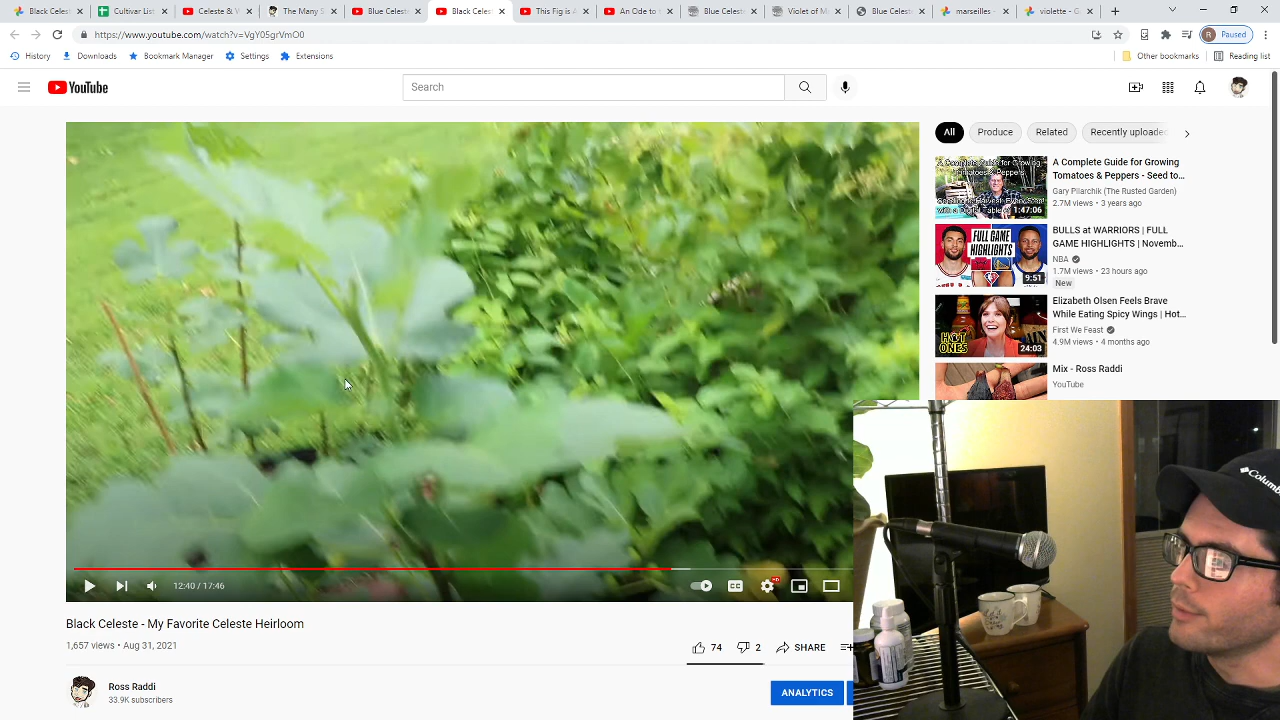 Black Celes
Cultivar List
Celeste & V
The Many S
Blue Celest
Black Celes
This Fig is A
An Ode to V
Blue Celest
Blue Celest
marseilles -
violette - G
Paused
https://www.youtube.com/watch?v=VgY05grVmO0
History
Downloads
Bookmark Manager
Settings
Extensions
Other bookmarks
Reading list
YouTube
Search
All
Produce
Related
Recently uploaded
A Complete Guide for Growing
Tomatoes & Peppers - Seed to...
Gary Pilarchik (The Rusted Garden)
2.7M views • 3 years ago
1:47:06
FULL GAME
HIGHLIGHTS
9:51
BULLS at WARRIORS | FULL
GAME HIGHLIGHTS | Novemb...
NBA
1.7M views • 23 hours ago
New
HOT
ONES
24:03
Elizabeth Olsen Feels Brave
While Eating Spicy Wings | Hot...
First We Feast
4.9M views • 4 months ago
Mix - Ross Raddi
YouTube
12:40 / 17:46
CC
HD
Black Celeste - My Favorite Celeste Heirloom
1,657 views • Aug 31, 2021
74
2
SHARE
Ross Raddi
33.9K subscribers
ANALYTICS
Columbia